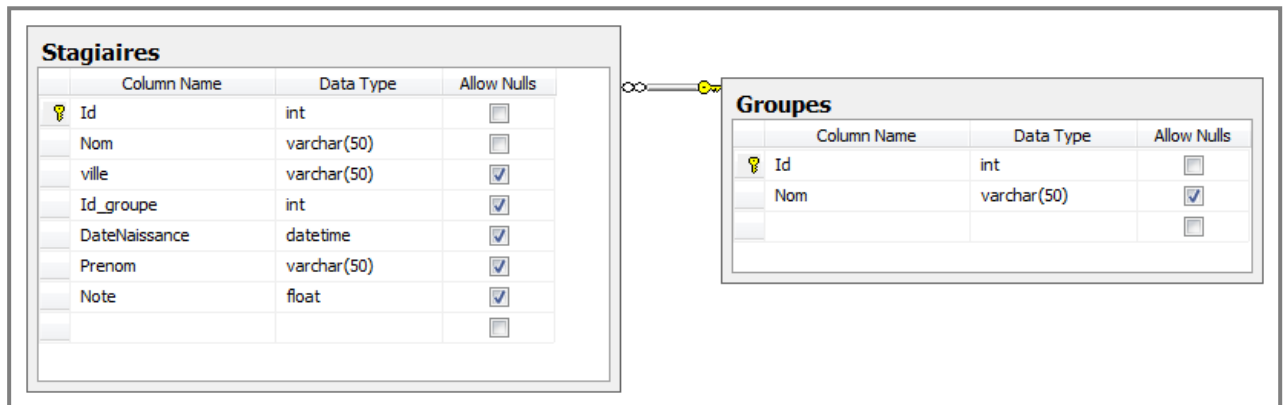 Stagiaires
Column Name Data Type Allow Nulls
Id int
Nom varchar(50)
ville varchar(50)
Id_groupe int
DateNaissance datetime
Prenom varchar(50)
Note float
Groupes
Column Name Data Type Allow Nulls
Id int
Nom varchar(50)